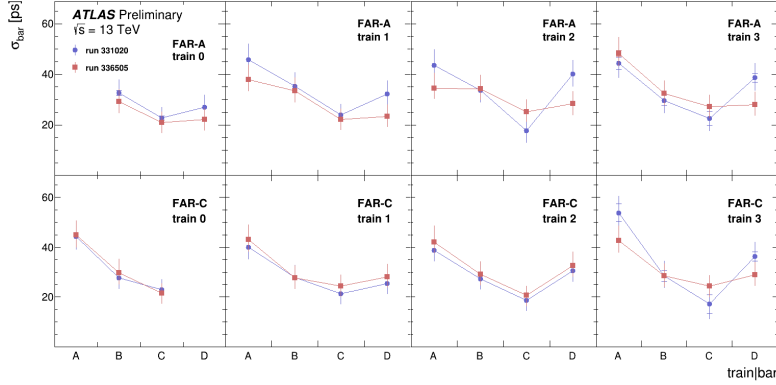 σbar [ps]
ATLAS Preliminary
√s = 13 TeV
run 331020
run 336505
FAR-A
train 0
FAR-A
train 1
FAR-A
train 2
FAR-A
train 3
60
40
20
FAR-C
train 0
FAR-C
train 1
FAR-C
train 2
FAR-C
train 3
60
40
20
A B C D A B C D A B C D A B C D
train|bar